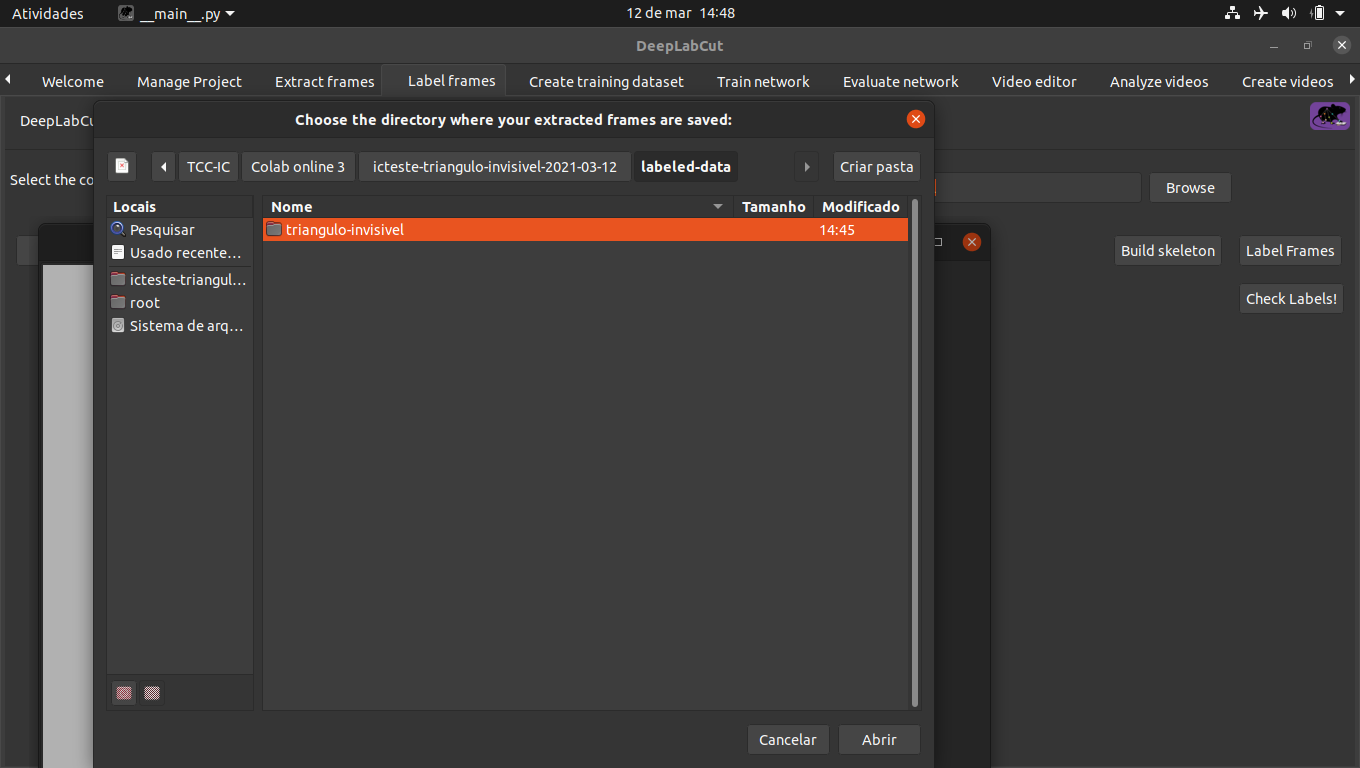 Atividades __main__.py 12 de mar 14:48
DeepLabCut
Welcome Manage Project Extract frames Label frames Create training dataset Train network Evaluate network Video editor Analyze videos Create videos
DeepLabCu
Choose the directory where your extracted frames are saved:
TCC-IC Colab online 3 icteste-triangulo-invisivel-2021-03-12 labeled-data Criar pasta
Select the co Browse
Locais Nome Tamanho Modificado
Pesquisar triangulo-invisivel 14:45
Usado recente…
Build skeleton Label Frames
icteste-triangul…
root
Check Labels!
Sistema de arq…
Cancelar Abrir